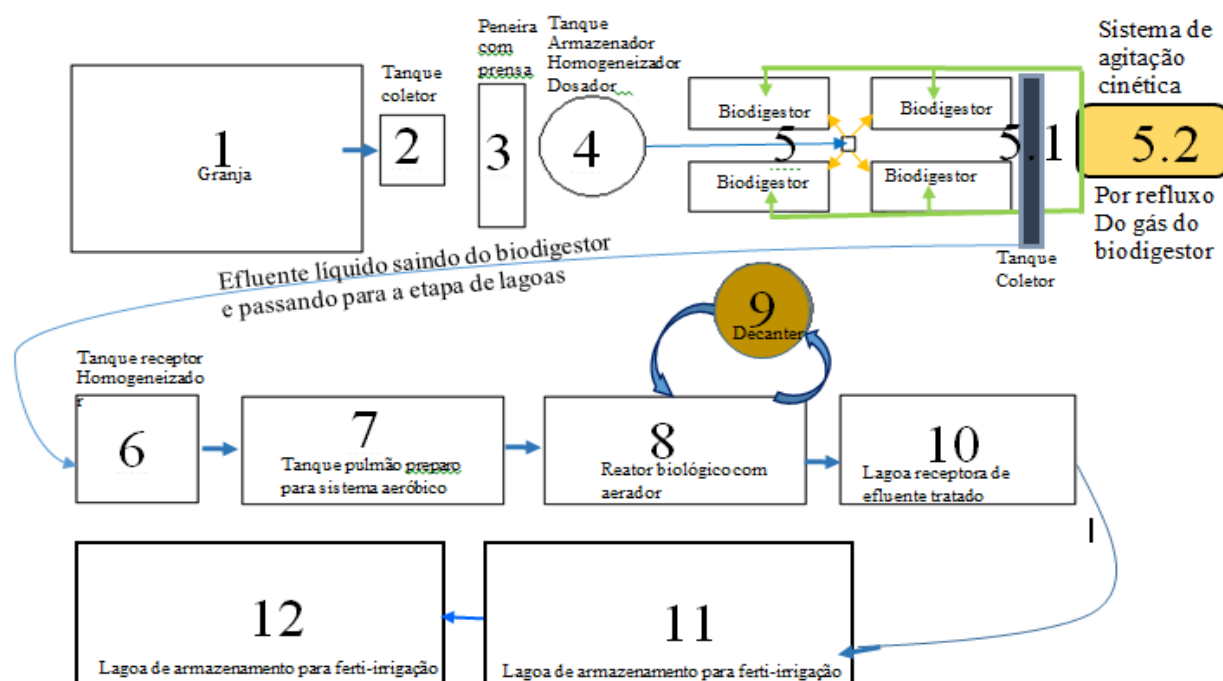 1
Granja
Tanque
coletor
2
Peneira
com
prensa
3
Tanque
Armazenador
Homogeneizador
Dosador
4
Biodigestor
Biodigestor
5
Biodigestor
Biodigestor
5.1
Tanque
Coletor
Sistema de
agitação
cinética
5.2
Por refluxo
Do gás do
biodigestor
Efluente líquido saindo do biodigestor
e passando para a etapa de lagoas
Tanque receptor
Homogeneizado
r
6
7
Tanque pulmão preparo
para sistema aeróbico
8
Reator biológico com
aerador
9
Decanter
10
Lagoa receptora de
efluente tratado
12
Lagoa de armazenamento para ferti-irrigação
11
Lagoa de armazenamento para ferti-irrigação